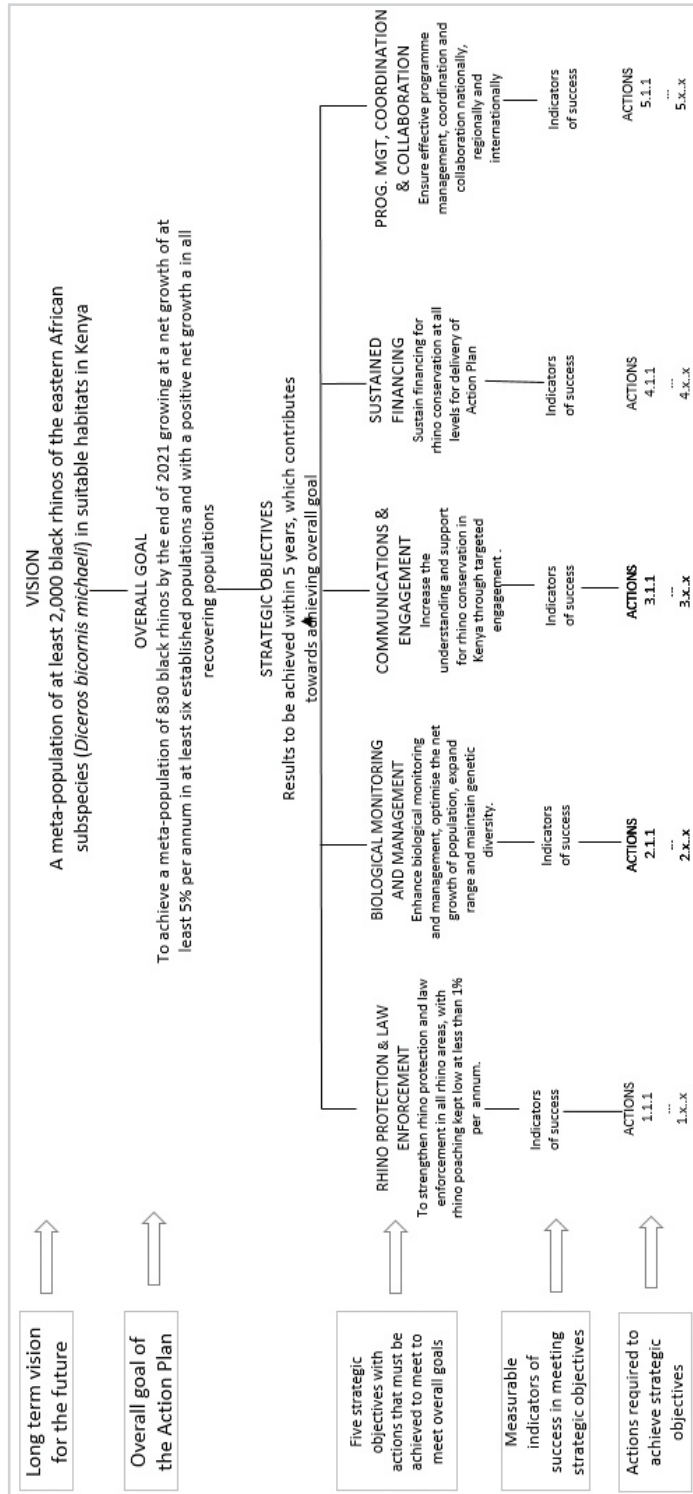 Long term vision
for the future
VISION
A meta-population of at least 2,000 black rhinos of the eastern African
subspecies (Diceros bicornis michaeli) in suitable habitats in Kenya
Overall goal of
the Action Plan
OVERALL GOAL
To achieve a meta-population of 830 black rhinos by the end of 2021 growing at a net growth of at
least 5% per annum in at least six established populations and with a positive net growth a in all
recovering populations
STRATEGIC OBJECTIVES
Results to be achieved within 5 years, which contributes
towards achieving overall goal
Five strategic
objectives with
actions that must be
achieved to meet to
meet overall goals
RHINO PROTECTION & LAW
ENFORCEMENT
To strengthen rhino protection and law
enforcement in all rhino areas, with
rhino poaching kept low at less than 1%
per annum.
BIOLOGICAL MONITORING
AND MANAGEMENT
Enhance biological monitoring
and management, optimise the net
growth of population, expand
range and maintain genetic
diversity.
COMMUNICATIONS &
ENGAGEMENT
Increase the
understanding and support
for rhino conservation in
Kenya through targeted
engagement .
SUSTAINED
FINANCING
Sustain financing for
rhino conservation at all
levels for delivery of
Action Plan
PROG. MGT, COORDINATION
& COLLABORATION
Ensure effective programme
management, coordination and
collaboration nationally,
regionally and
internationally
Measurable
indicators of
success in meeting
strategic objectives
Indicators
of success
Indicators
of success
Indicators
of success
Indicators
of success
Indicators
of success
Actions required to
achieve strategic
objectives
ACTIONS
1.1.1
...
1.x..x
ACTIONS
2.1.1
...
2.x..x
ACTIONS
3.1.1
...
3.x..x
ACTIONS
4.1.1
...
4.x..x
ACTIONS
5.1.1
...
5.x..x